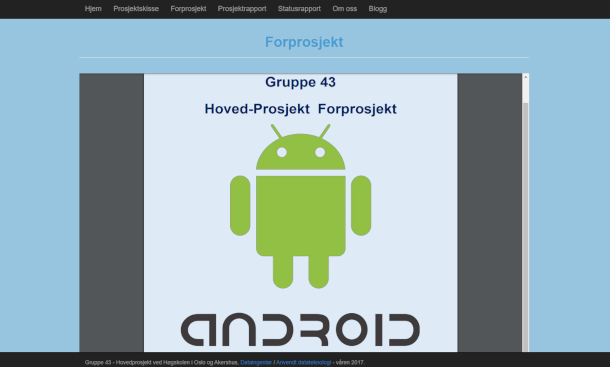 Hjem Prosjektskisse Forprosjekt Prosjektrapport Statusrapport Om oss Blogg
Forprosjekt
Gruppe 43
Hoved-Prosjekt Forprosjekt
ANDROID
Gruppe 43 - Hovedprosjekt ved Høgskolen i Oslo og Akershus, Dataingeniør / Anvendt datateknologi - våren 2017.